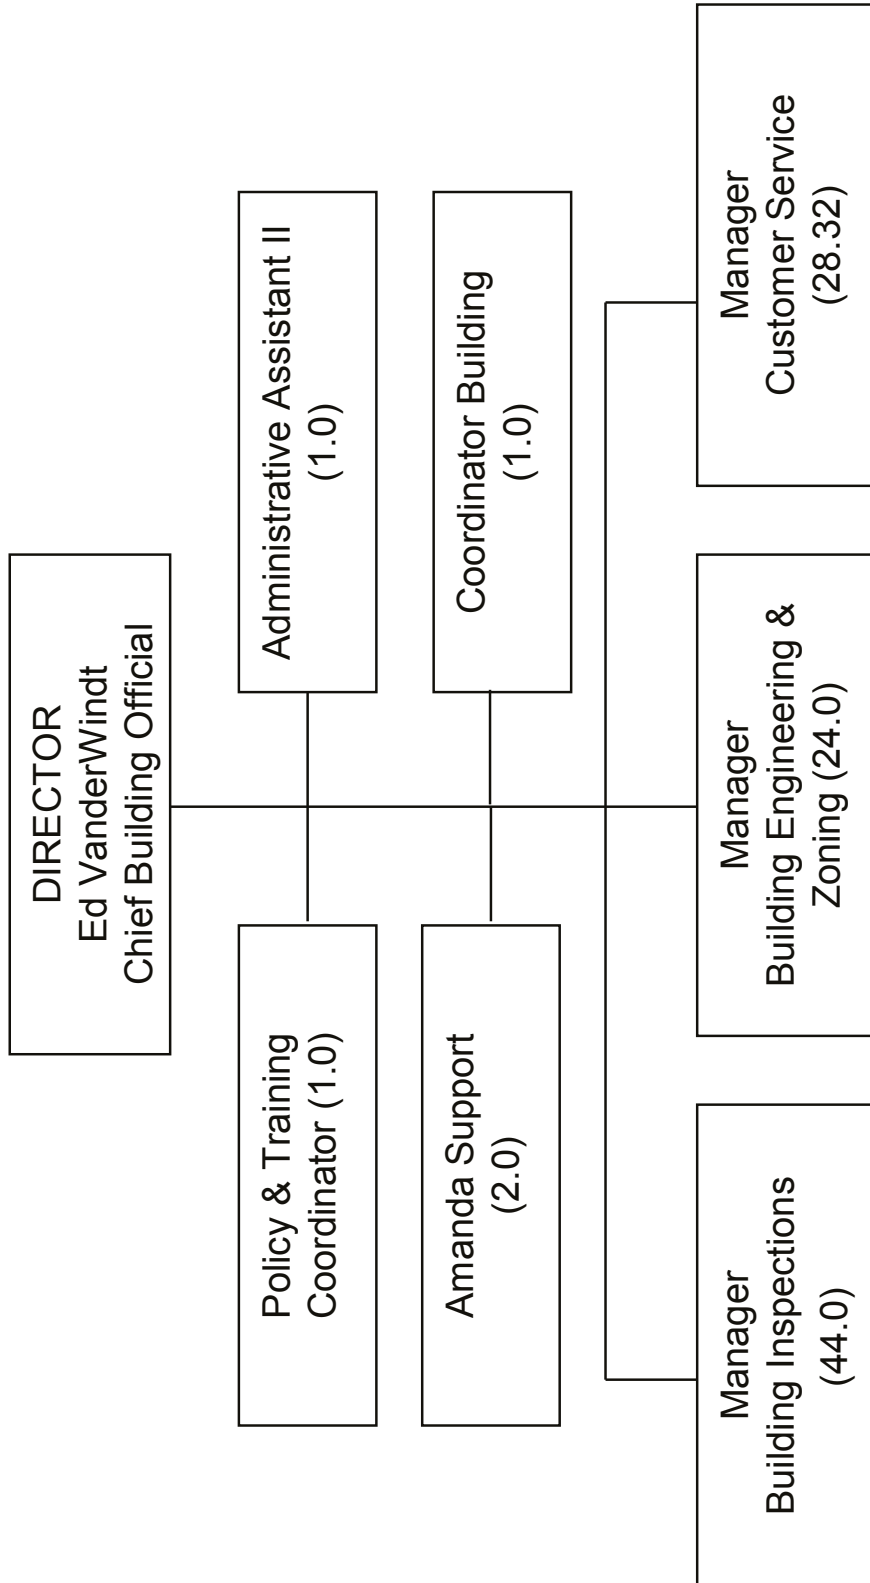 DIRECTOR
Ed VanderWindt
Chief Building Official
Policy & Training
Coordinator (1.0)
Administrative Assistant II
(1.0)
Amanda Support
(2.0)
Coordinator Building
(1.0)
Manager
Building Inspections
(44.0)
Manager
Building Engineering &
Zoning (24.0)
Manager
Customer Service
(28.32)